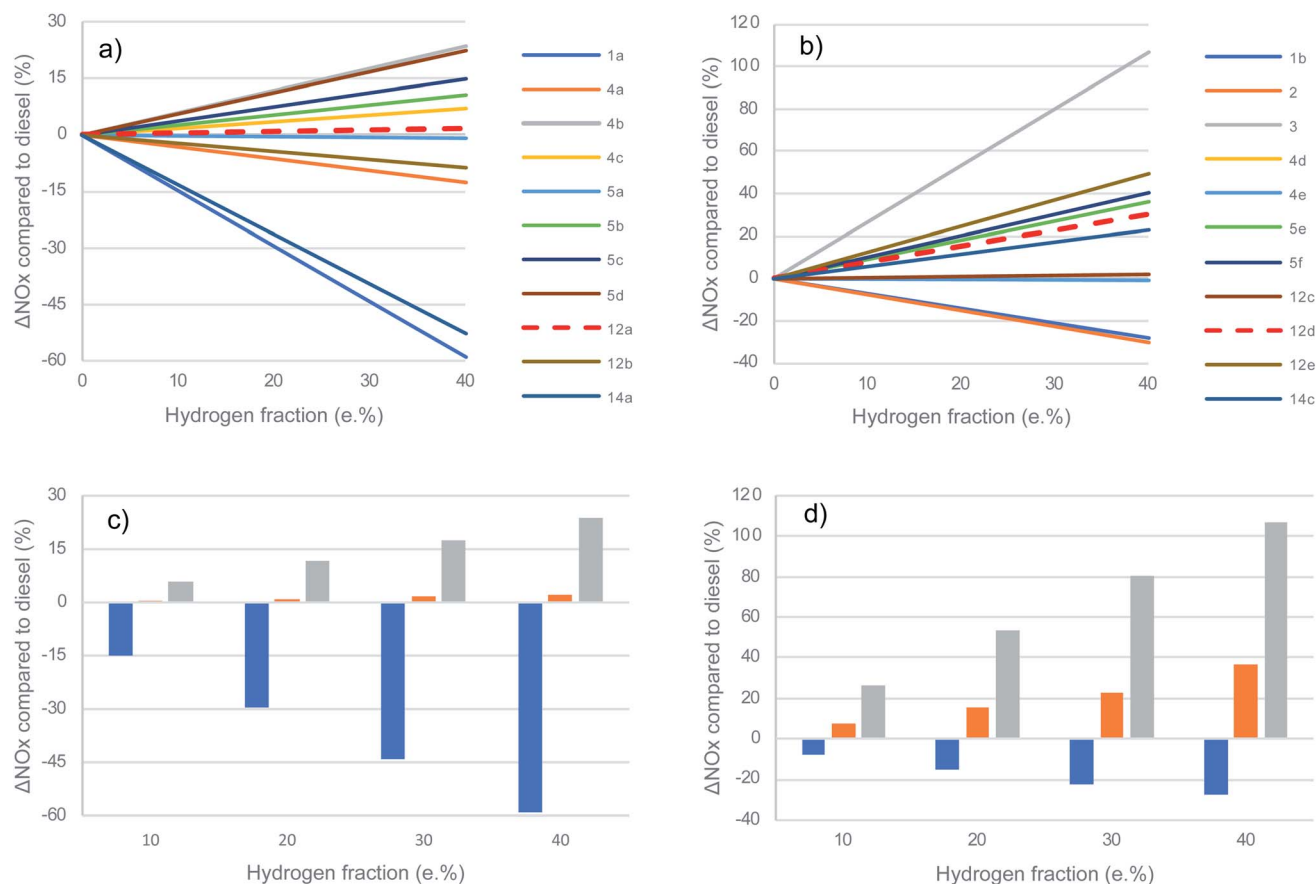 a)
ΔNOx compared to diesel (%)
30
15
0
-15
-30
-45
-60
0
10
20
30
40
Hydrogen fraction (e.%)
1a
4a
4b
4c
5a
5b
5c
5d
12a
12b
14a
b)
ΔNOx compared to diesel (%)
120
100
80
60
40
20
0
-20
-40
0
10
20
30
40
Hydrogen fraction (e.%)
1b
2
3
4d
4e
5e
5f
12c
12d
12e
14c
c)
ΔNOx compared to diesel (%)
30
15
0
-15
-30
-45
-60
10
20
30
40
Hydrogen fraction (e.%)
d)
ΔNOx compared to diesel (%)
120
100
80
60
40
20
0
-20
-40
10
20
30
40
Hydrogen fraction (e.%)